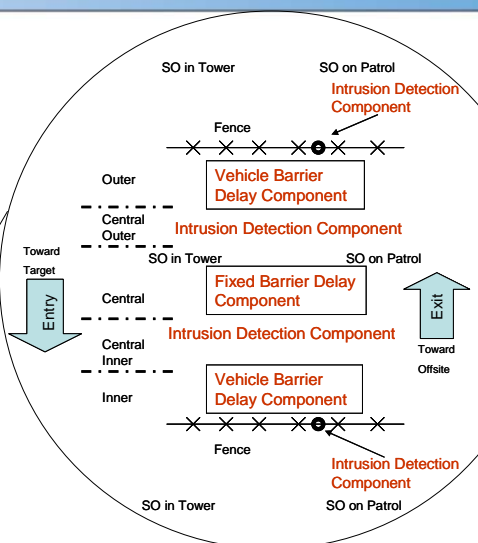 SO in Tower
SO on Patrol
Intrusion Detection
Component
Fence
Outer
Vehicle Barrier
Delay Component
Central
Outer
Intrusion Detection Component
Toward
Target
SO in Tower
SO on Patrol
Entry
Central
Fixed Barrier Delay
Component
Exit
Intrusion Detection Component
Toward
Offsite
Central
Inner
Inner
Vehicle Barrier
Delay Component
Fence
Intrusion Detection
Component
SO in Tower
SO on Patrol